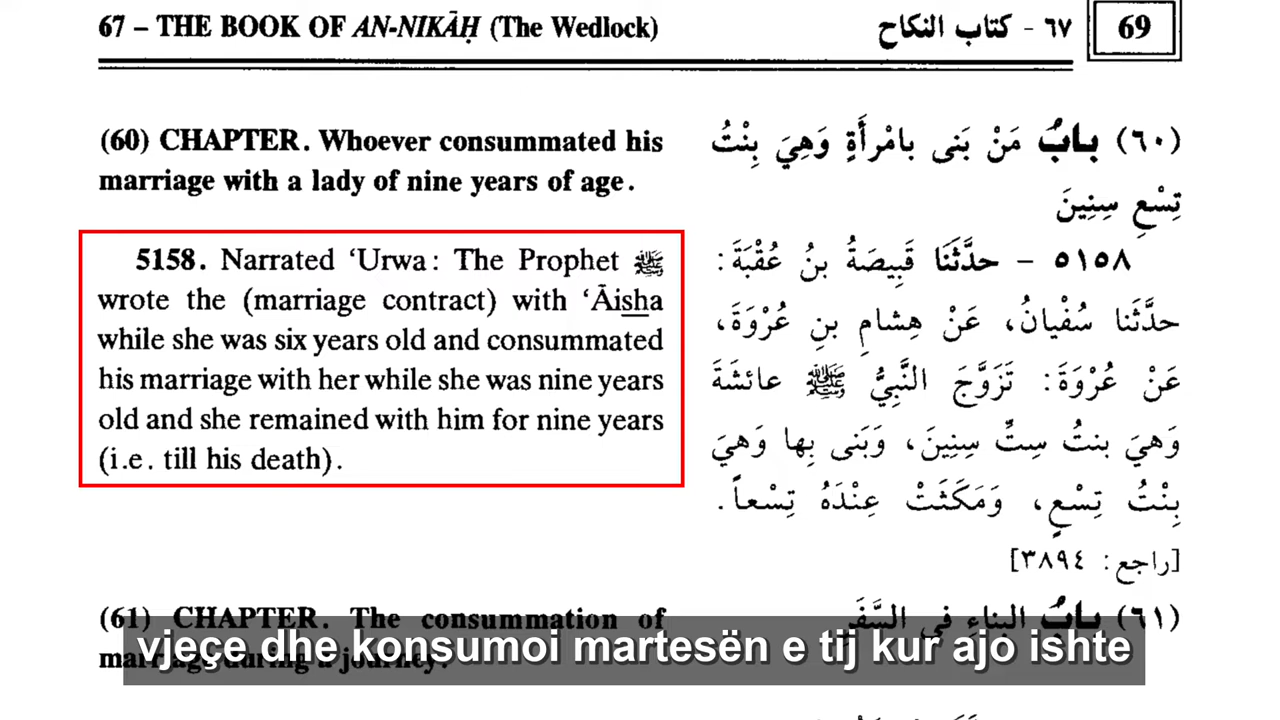 67 – THE BOOK OF AN-NIKĀḤ (The Wedlock)
٦٧ - كتاب النكاح
69
(60) CHAPTER. Whoever consummated his
marriage with a lady of nine years of age.
5158. Narrated ‘Urwa: The Prophet ﷺ
wrote the (marriage contract) with ‘Āisha
while she was six years old and consummated
his marriage with her while she was nine years
old and she remained with him for nine years
(i.e. till his death).
(61) CHAPTER. The consummation of
marriage during a journey.
(٦٠) بابُ مَنْ بَنى بامْرأَةٍ وَهِيَ بِنْتُ
تِسْعِ سِنِينَ
٥١٥٨ - حدَّثَنَا قَبِيصَةُ بنُ عُقْبَةَ:
حدَّثَنا سُفْيانُ، عَنْ هِشامِ بنِ عُرْوَةَ،
عَنْ عُرْوَةَ: تَزَوَّجَ النَّبِيُّ ﷺ عائشَةَ
وَهِيَ بنتُ سِتِّ سِنِينَ، وَبَنى بِها وَهِيَ
بِنْتُ تِسْعٍ، وَمَكَثَتْ عِنْدَهُ تِسْعاً.
[راجع: ٣٨٩٤]
(٦١) بابُ البناءِ في السَّفَرِ
vjeçe dhe konsumoi martesën e tij kur ajo ishte